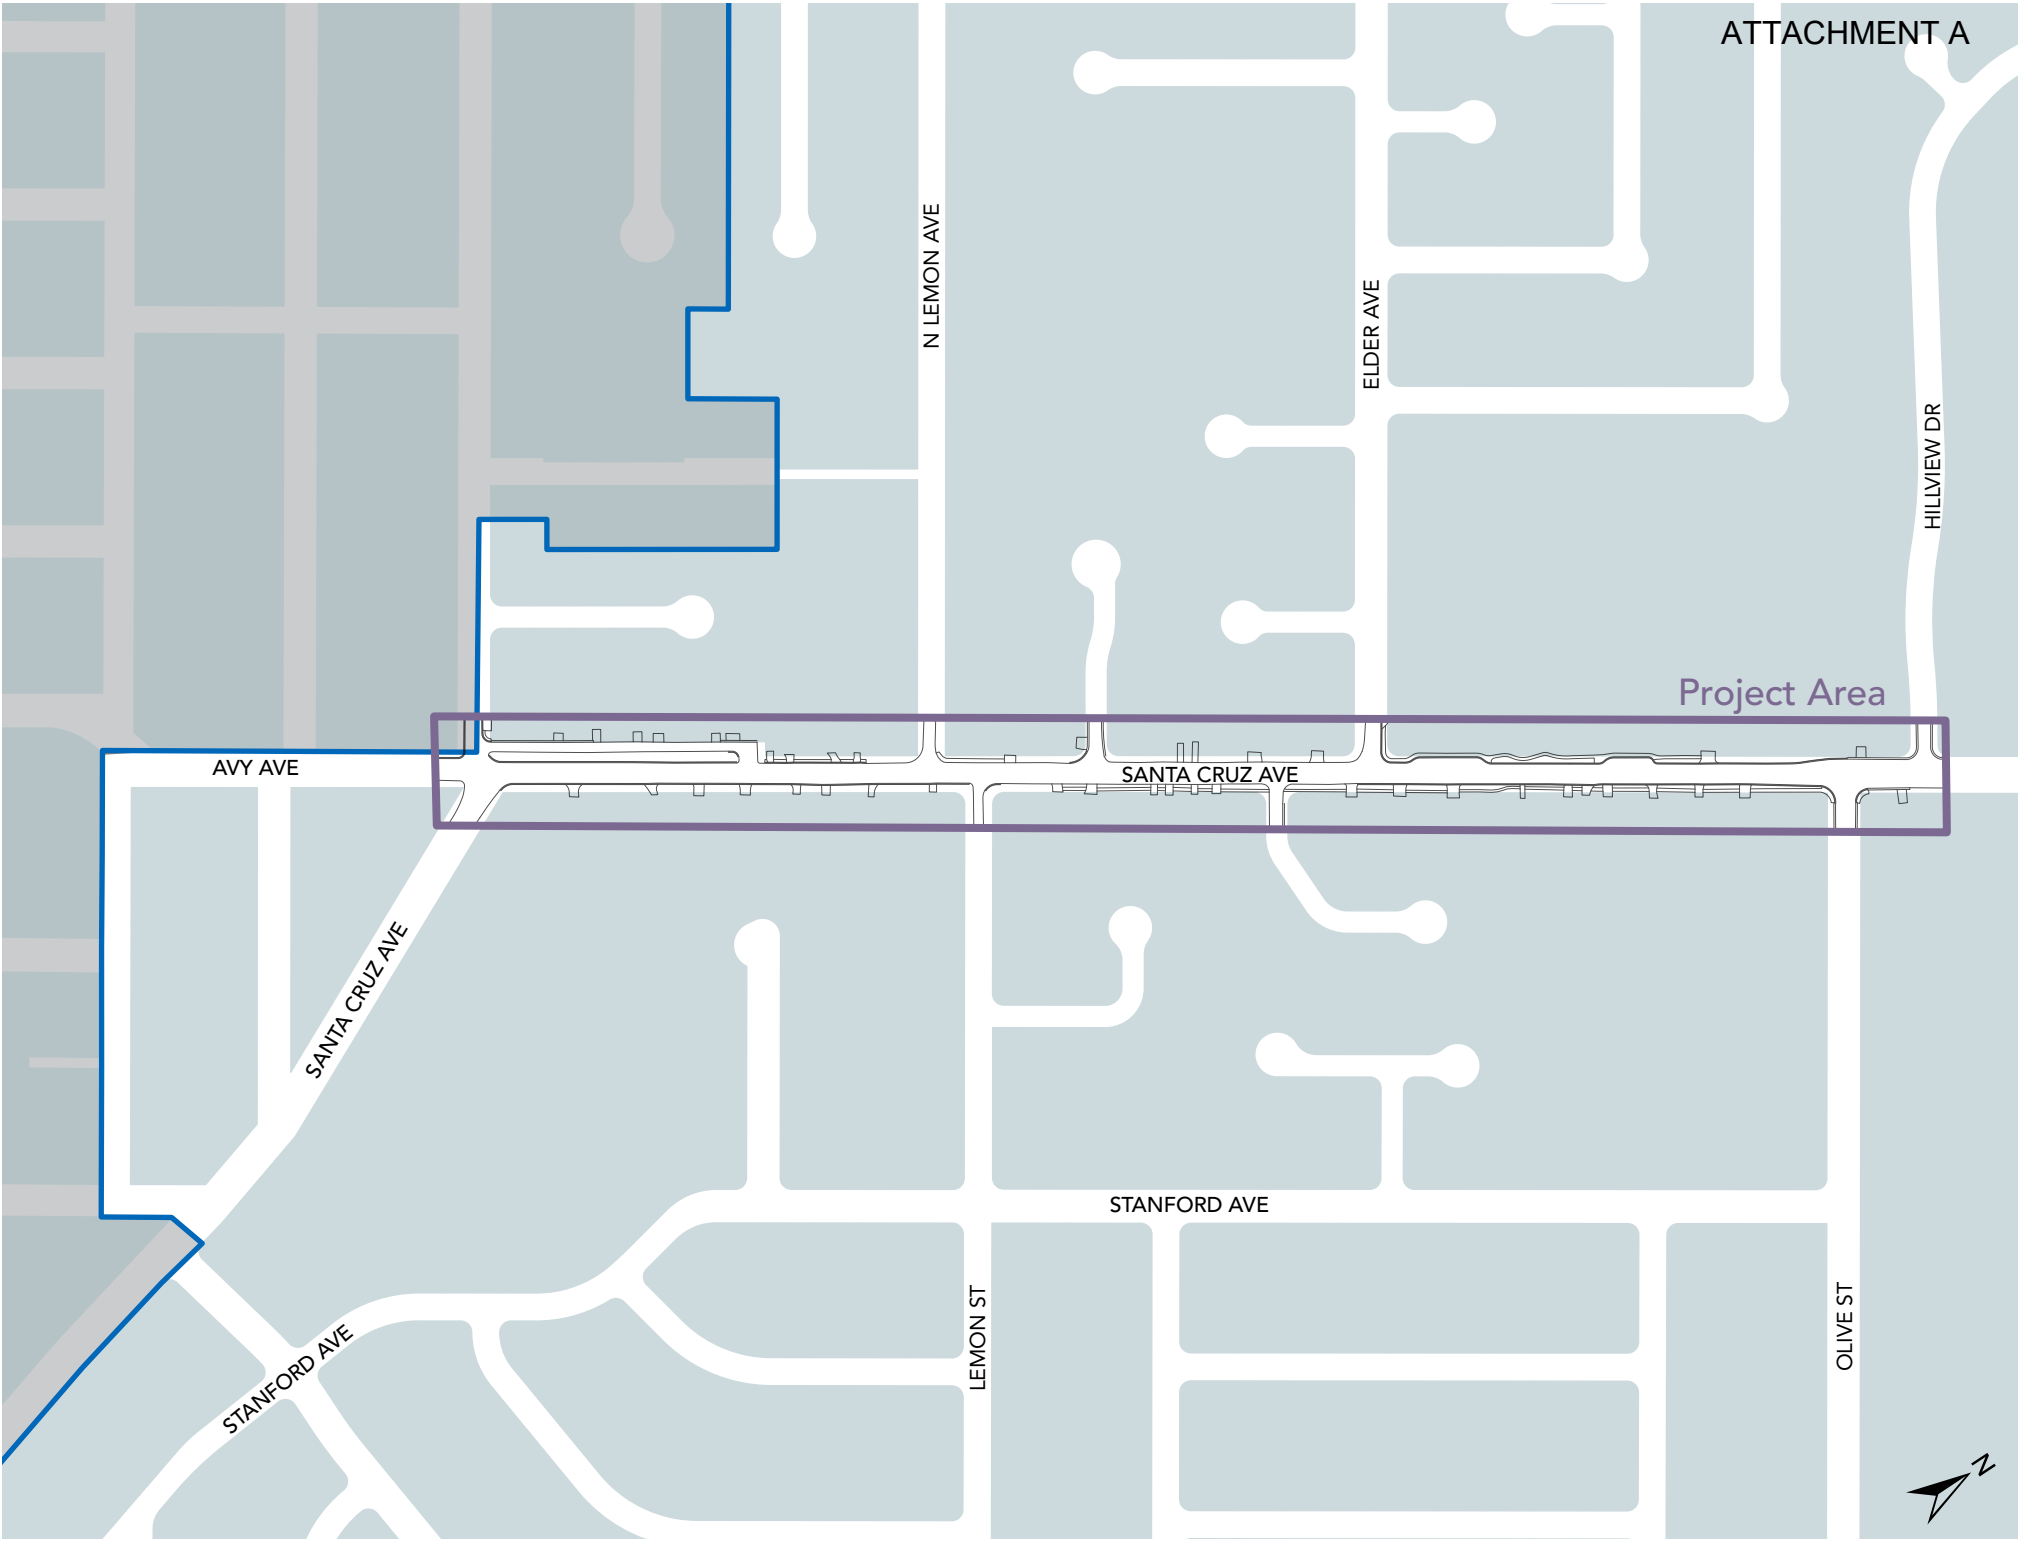 ATTACHMENT A
N LEMON AVE
ELDER AVE
HILLVIEW DR
Project Area
AVY AVE
SANTA CRUZ AVE
SANTA CRUZ AVE
STANFORD AVE
LEMON ST
OLIVE ST
STANFORD AVE
N